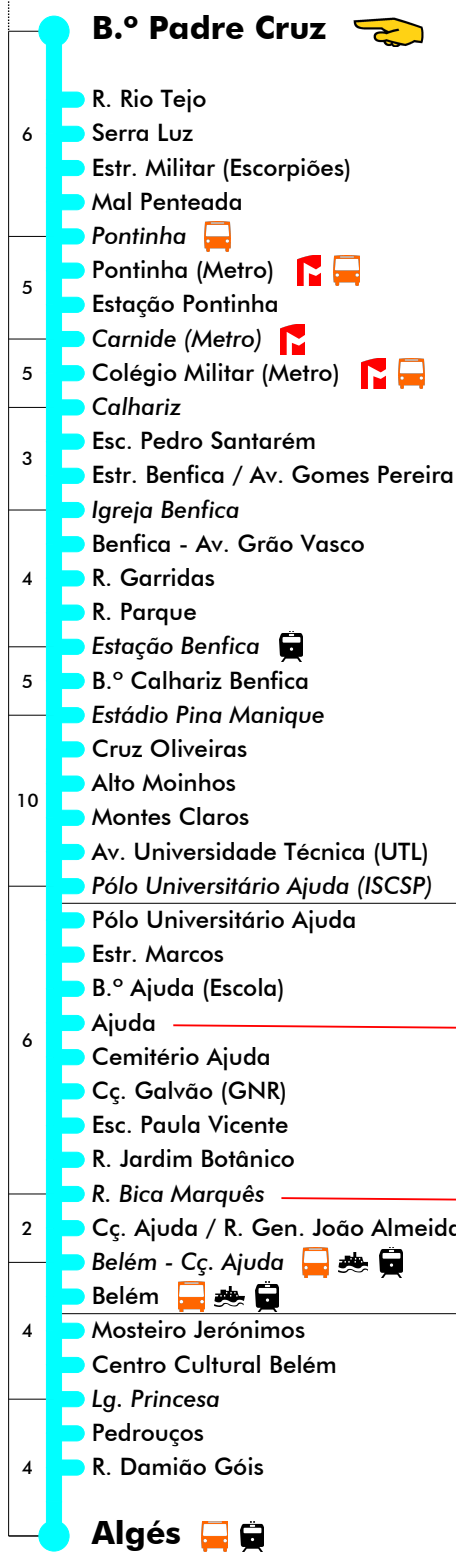 B.º Padre Cruz
R. Rio Tejo
6
Serra Luz
Estr. Militar (Escorpiões)
Mal Penteada
Pontinha
Pontinha (Metro)
5
Estação Pontinha
Carnide (Metro)
5
Colégio Militar (Metro)
Calhariz
Esc. Pedro Santarém
3
Estr. Benfica / Av. Gomes Pereira
Igreja Benfica
Benfica - Av. Grão Vasco
4
R. Garridas
R. Parque
Estação Benfica
5
B.º Calhariz Benfica
Estádio Pina Manique
Cruz Oliveiras
Alto Moinhos
10
Montes Claros
Av. Universidade Técnica (UTL)
Pólo Universitário Ajuda (ISCSP)
Pólo Universitário Ajuda
Estr. Marcos
B.º Ajuda (Escola)
Ajuda
6
Cemitério Ajuda
Cç. Galvão (GNR)
Esc. Paula Vicente
R. Jardim Botânico
R. Bica Marquês
2
Cç. Ajuda / R. Gen. João Almeida
Belém - Cç. Ajuda
Belém
4
Mosteiro Jerónimos
Centro Cultural Belém
Lg. Princesa
Pedrouços
4
R. Damião Góis
Algés